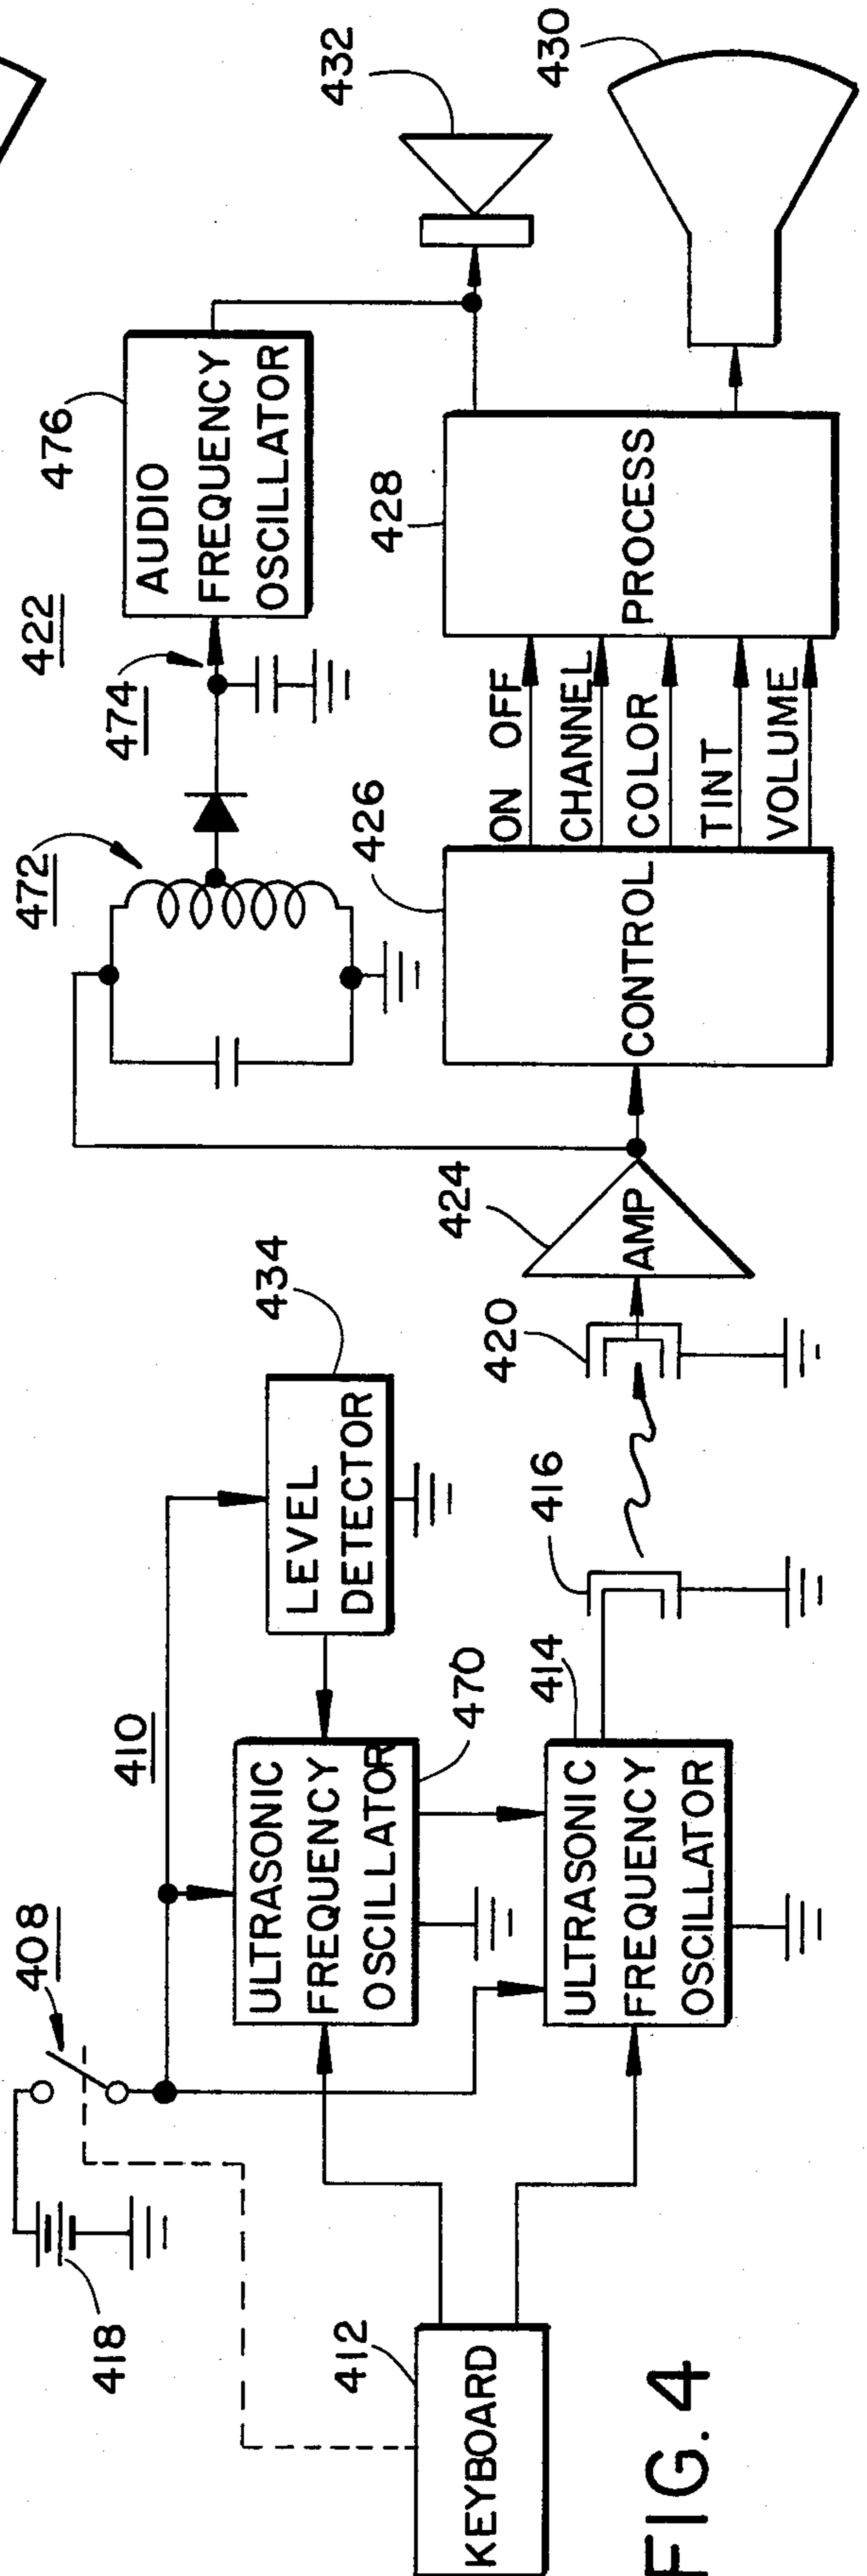 FIG. 4
KEYBOARD
412
418
408
410
ULTRASONIC
FREQUENCY
OSCILLATOR
470
LEVEL
DETECTOR
434
ULTRASONIC
FREQUENCY
OSCILLATOR
414
416
420
AMP
424
422
472
474
AUDIO
FREQUENCY
OSCILLATOR
476
CONTROL
426
ON OFF
CHANNEL
COLOR
TINT
VOLUME
PROCESS
428
432
430